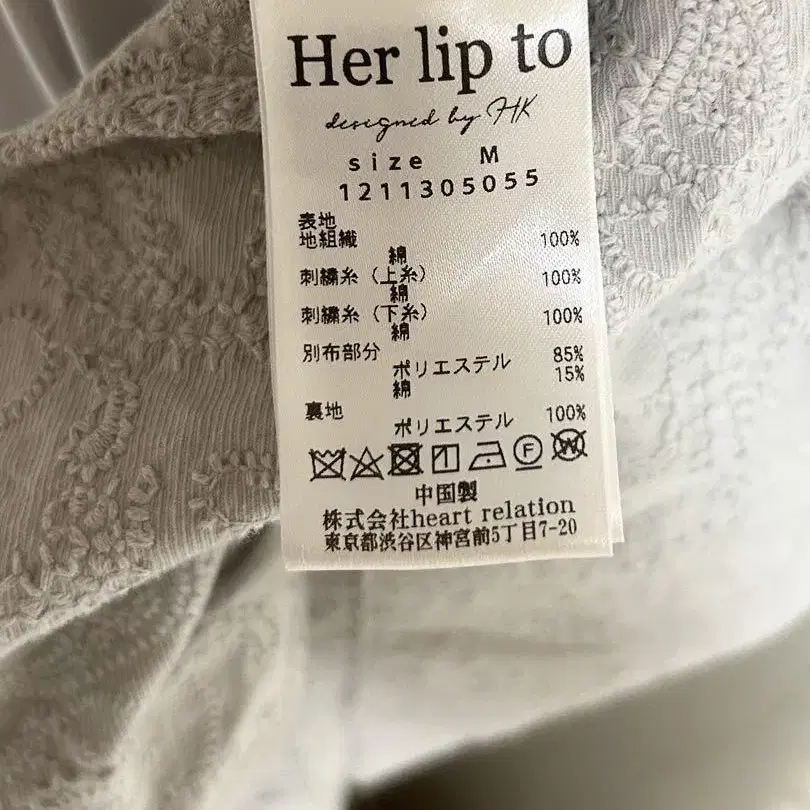 Her lip to
designed by HK
size M
1211305055
表地
地組織
綿 100%
刺繍糸（上糸）
綿 100%
刺繍糸（下糸）
綿 100%
別布部分
ポリエステル 85%
綿 15%
裏地
ポリエステル 100%
F W
中国製
株式会社heart relation
東京都渋谷区神宮前5丁目7-20